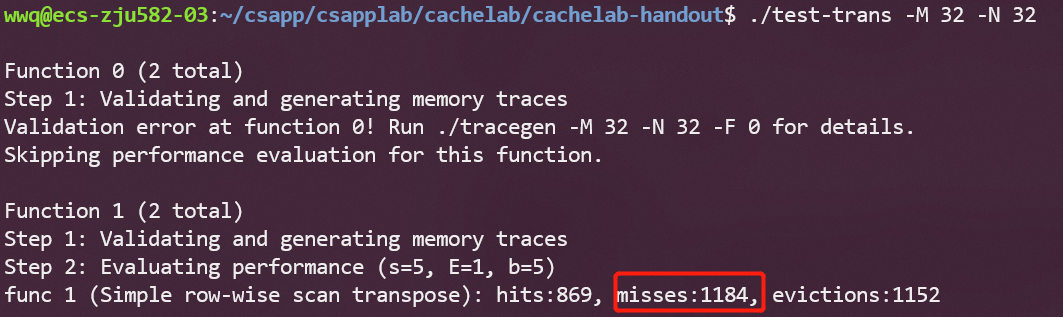 wwq@ecs-zju582-03:~/csapp/csapplab/cachelab/cachelab-handout$ ./test-trans -M 32 -N 32
Function 0 (2 total)
Step 1: Validating and generating memory traces
Validation error at function 0! Run ./tracegen -M 32 -N 32 -F 0 for details.
Skipping performance evaluation for this function.
Function 1 (2 total)
Step 1: Validating and generating memory traces
Step 2: Evaluating performance (s=5, E=1, b=5)
func 1 (Simple row-wise scan transpose): hits:869, misses:1184, evictions:1152